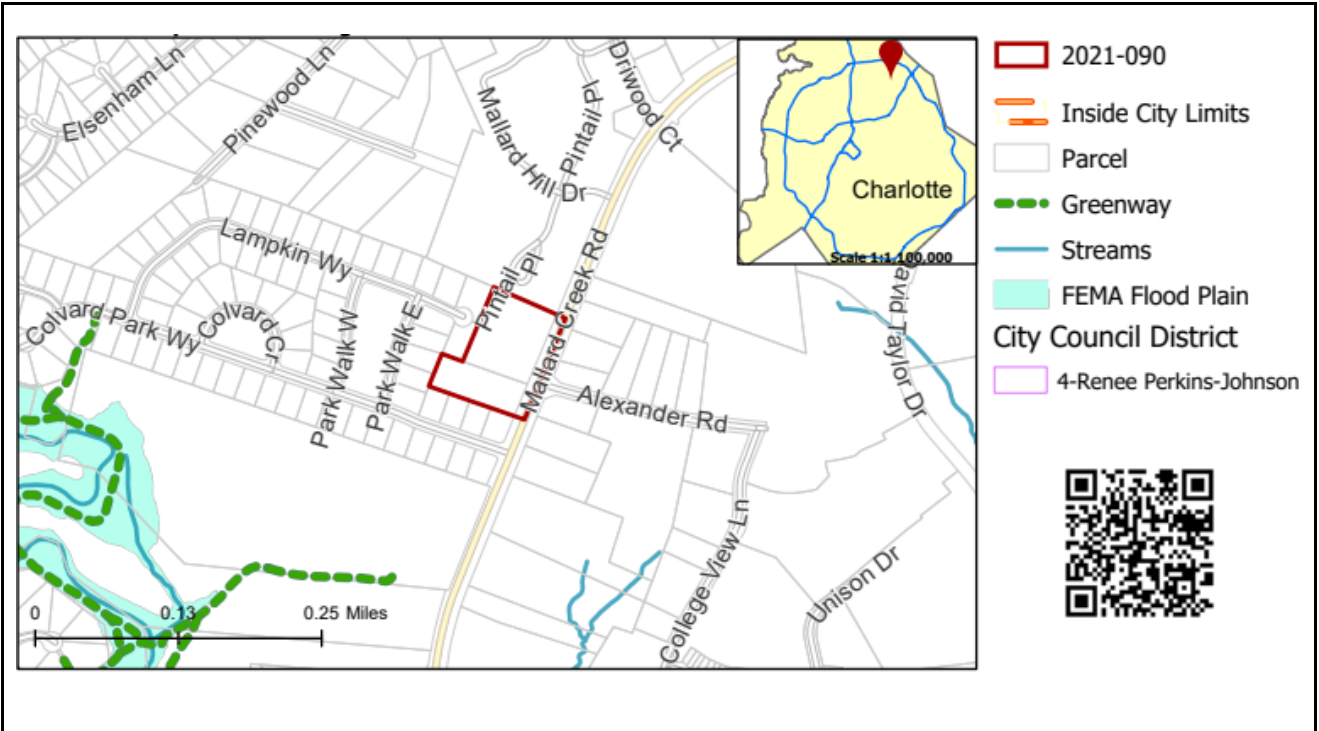 Elsenham Ln
Pinewood Ln
Mallard Hill Dr
Pintail Pl
Driwood Ct
Lampkin Wy
Pintail Pl
Mallard Creek Rd
Colvard Park Wy
Colvard Cr
Park Walk W
Park Walk E
Alexander Rd
David Taylor Dr
College View Ln
Unison Dr
0 0.13 0.25 Miles
Charlotte
Scale 1:1,100,000
2021-090
Inside City Limits
Parcel
Greenway
Streams
FEMA Flood Plain
City Council District
4-Renee Perkins-Johnson